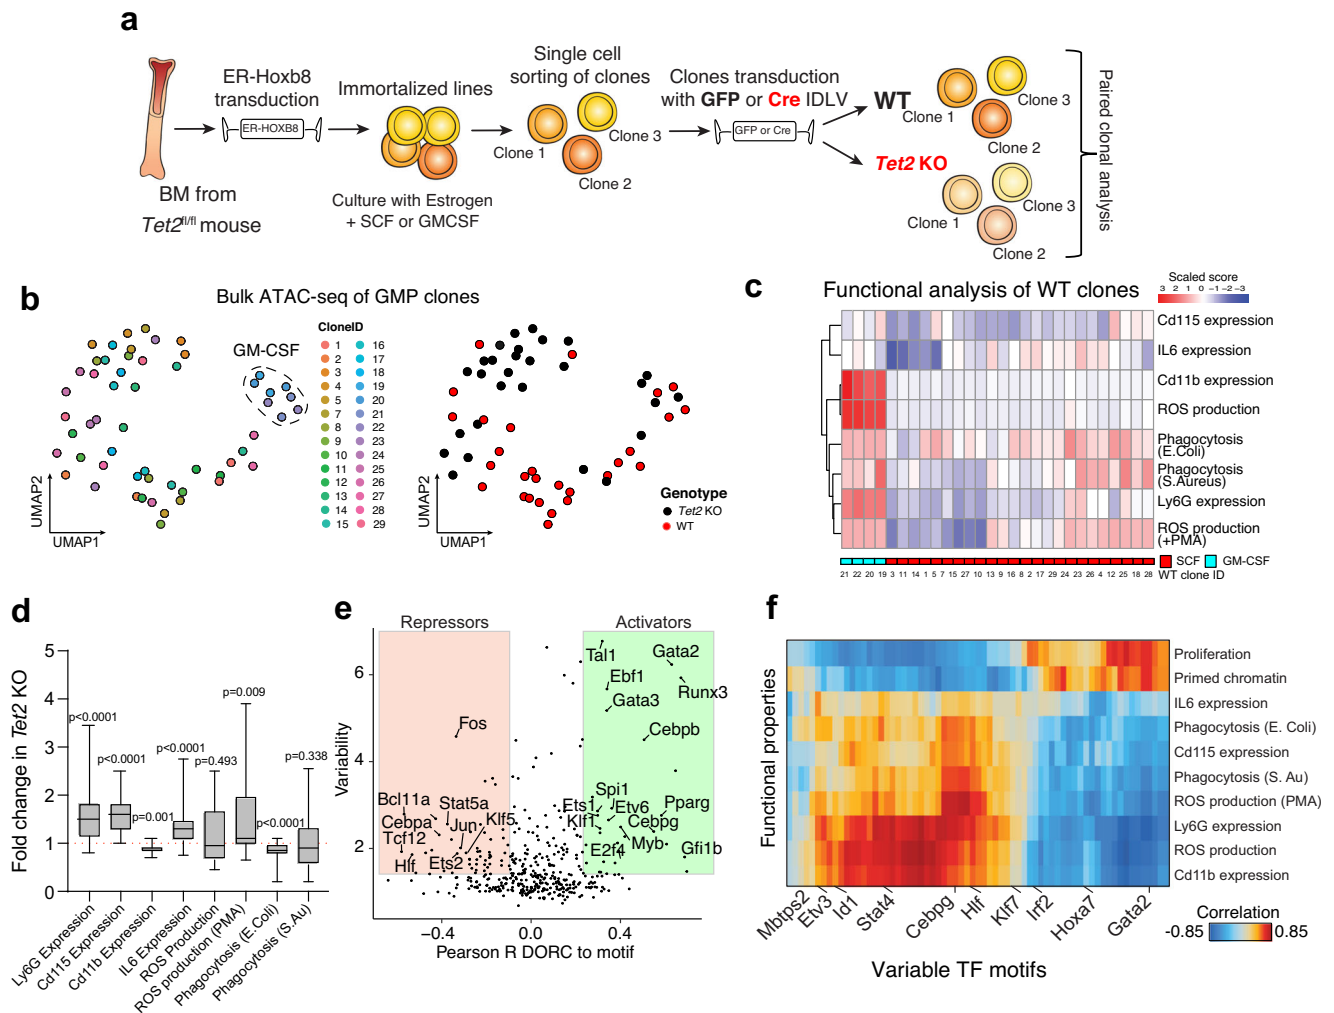 a
ER-Hoxb8
transduction
ER-HOXB8
BM from
Tet2fl/fl mouse
Immortalized lines
Culture with Estrogen
+ SCF or GMCSF
Single cell
sorting of clones
Clone 1
Clone 3
Clone 2
Clones transduction
with GFP or Cre IDLV
GFP or Cre
WT
Clone 1
Clone 3
Clone 2
Tet2 KO
Clone 1
Clone 3
Clone 2
Paired clonal analysis
b
Bulk ATAC-seq of GMP clones
GM-CSF
CloneID
1 16
2 17
3 18
4 19
5 20
7 21
8 22
9 23
10 24
11 25
12 26
13 27
14 28
15 29
UMAP2
UMAP1
UMAP2
UMAP1
Genotype
Tet2 KO
WT
c
Functional analysis of WT clones
Scaled score
3 2 1 -1 -2 -3
Cd115 expression
IL6 expression
Cd11b expression
ROS production
Phagocytosis
(E.Coli)
Phagocytosis
(S.Aureus)
Ly6G expression
ROS production
(+PMA)
SCF GM-CSF
WT clone ID
21 22 20 19 3 11 14 1 5 7 15 27 10 13 9 16 8 2 17 29 24 23 26 4 12 25 18 28
d
Fold change in Tet2 KO
5
4
3
2
1
0
p<0.0001
p<0.0001
p=0.001
p<0.0001
p=0.493
p=0.009
p<0.0001
p=0.338
Ly6G Expression
Cd115 Expression
Cd11b Expression
IL6 Expression
ROS Production
ROS production (PMA)
Phagocytosis (E.Coli)
Phagocytosis (S.Au)
e
Repressors
Activators
Variability
6
4
2
Tal1
Gata2
Ebf1
Runx3
Gata3
Fos
Cebpb
Bcl11a
Stat5a
Cebpa
Jun
Klf5
Tcf12
Hlf
Ets2
Spi1
Ets1
Etv6
Pparg
Klf1
Cebpg
Myb
E2f4
Gfi1b
−0.4 0.0 0.4
Pearson R DORC to motif
f
Functional properties
Proliferation
Primed chromatin
IL6 expression
Phagocytosis (E. Coli)
Cd115 expression
Phagocytosis (S. Au)
ROS production (PMA)
Ly6G expression
ROS production
Cd11b expression
Mbtps2
Etv3
Id1
Stat4
Cebpg
Hlf
Klf7
Irf2
Hoxa7
Gata2
Correlation
-0.85 0.85
Variable TF motifs